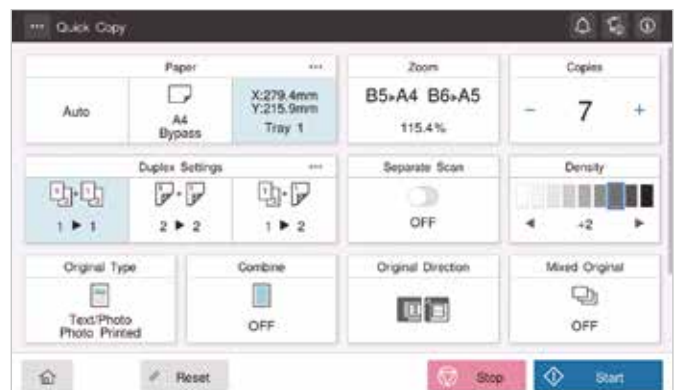 Quick Copy
Paper
Zoom
Copies
Auto
A4
Bypass
X:279.4mm
Y:215.9mm
Tray 1
B5▸A4 B6▸A5
115.4%
- 7 +
Duplex Settings
Separate Scan
Density
1 ▶ 1
2 ▶ 2
1 ▶ 2
OFF
+2
Original Type
Combine
Original Direction
Mixed Original
Text/Photo
Photo Printed
OFF
OFF
Reset
Stop
Start